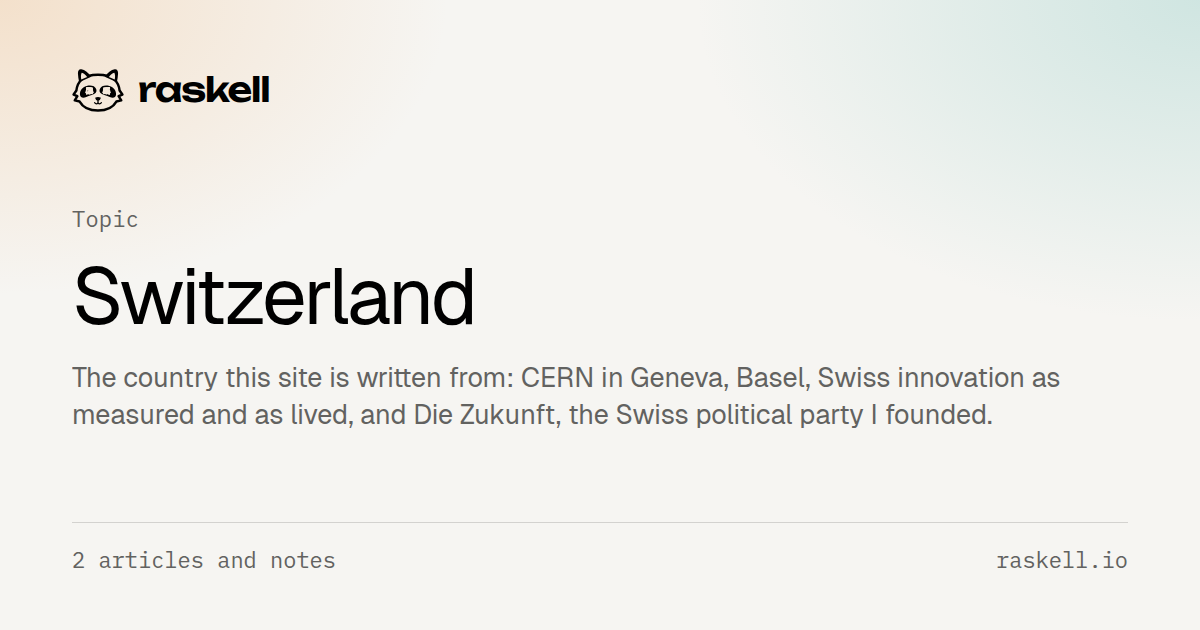 raskell
Topic
Switzerland
The country this site is written from: CERN in Geneva, Basel, Swiss innovation as
measured and as lived, and Die Zukunft, the Swiss political party I founded.
2 articles and notes
raskell.io